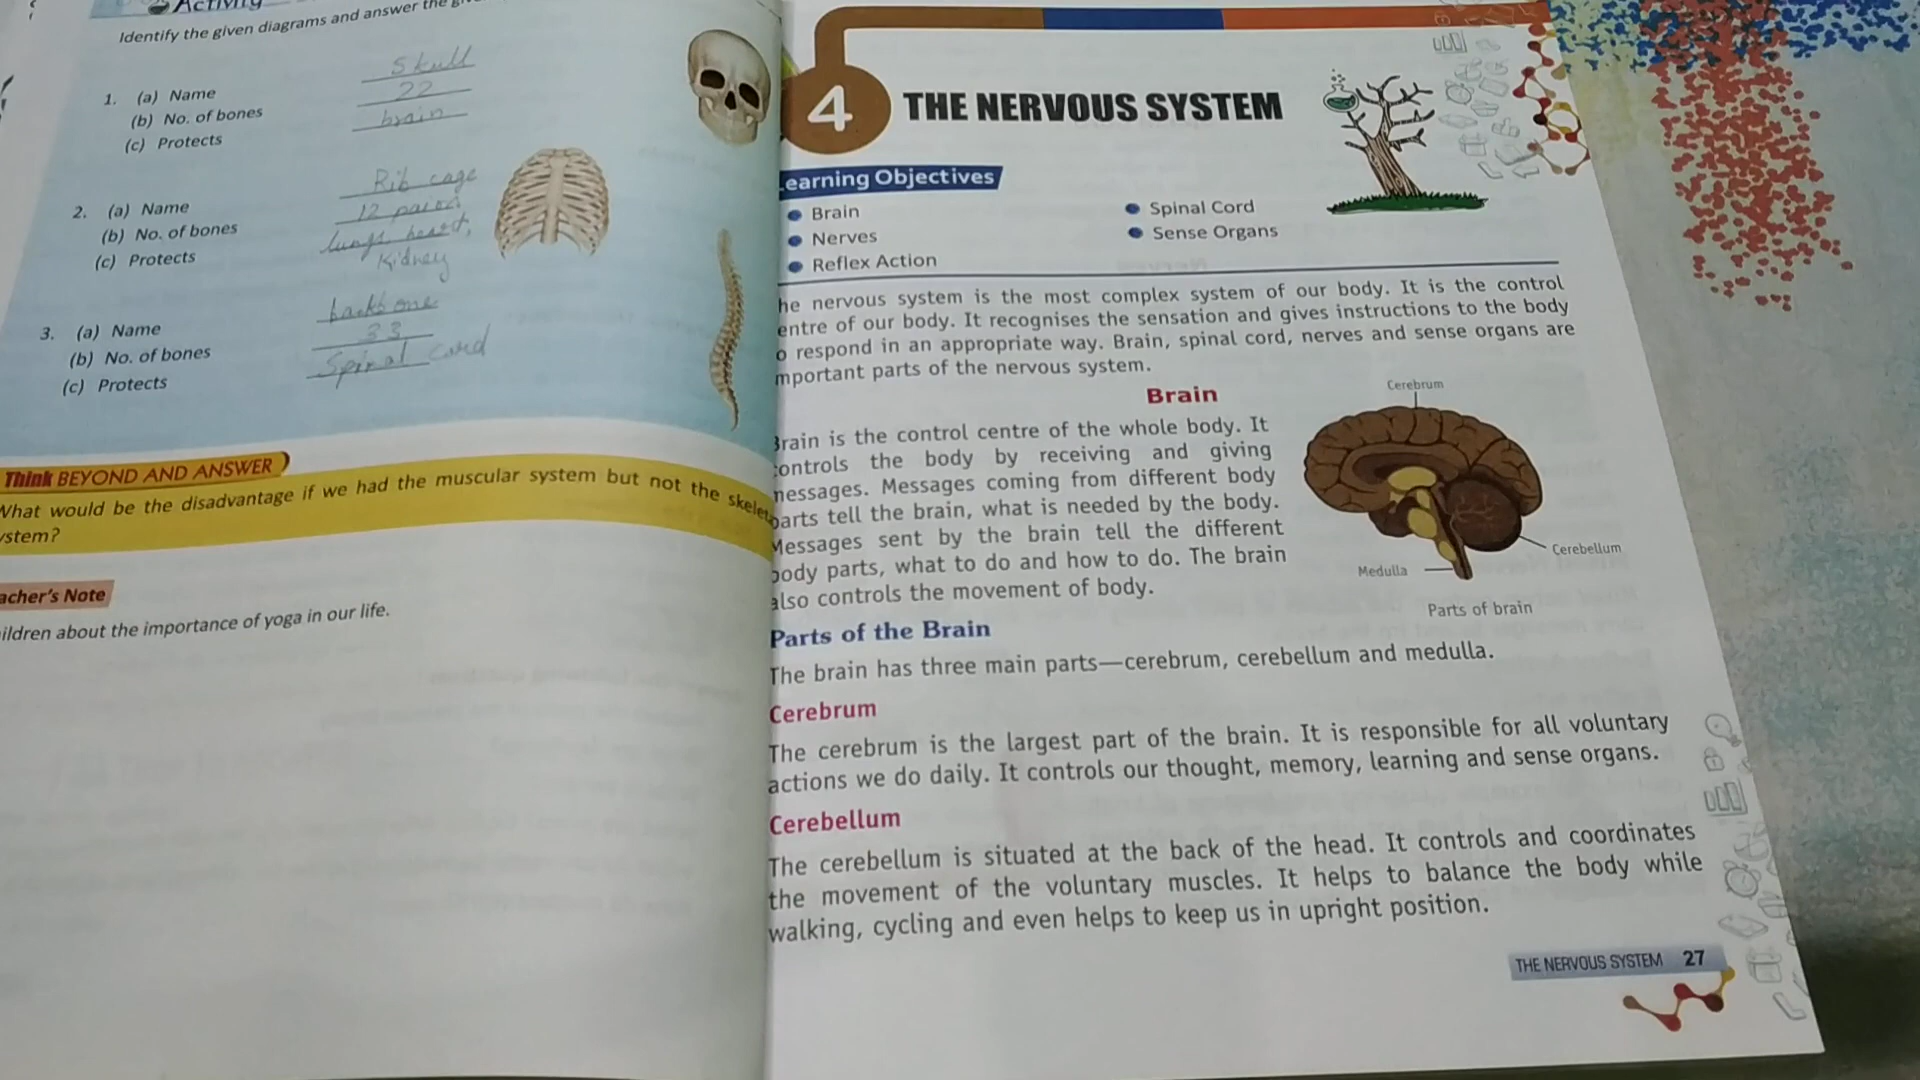 Activity
Identify the given diagrams and answer the
1. (a) Name Skull
(b) No. of bones 22
(c) Protects brain
2. (a) Name Rib cage
(b) No. of bones 12
(c) Protects lungs, heart,
Kidney
3. (a) Name backbone
(b) No. of bones 33
(c) Protects Spinal cord
Think BEYOND AND ANSWER
What would be the disadvantage if we had the muscular system but not the skelet
ystem?
acher's Note
ildren about the importance of yoga in our life.
4 THE NERVOUS SYSTEM
earning Objectives
Brain
Nerves
Reflex Action
Spinal Cord
Sense Organs
he nervous system is the most complex system of our body. It is the control
entre of our body. It recognises the sensation and gives instructions to the body
o respond in an appropriate way. Brain, spinal cord, nerves and sense organs are
mportant parts of the nervous system.
Brain
Brain is the control centre of the whole body. It
ontrols the body by receiving and giving
messages. Messages coming from different body
parts tell the brain, what is needed by the body.
Messages sent by the brain tell the different
body parts, what to do and how to do. The brain
also controls the movement of body.
Cerebrum
Cerebellum
Medulla
Parts of brain
Parts of the Brain
The brain has three main parts—cerebrum, cerebellum and medulla.
Cerebrum
The cerebrum is the largest part of the brain. It is responsible for all voluntary
actions we do daily. It controls our thought, memory, learning and sense organs.
Cerebellum
The cerebellum is situated at the back of the head. It controls and coordinates
the movement of the voluntary muscles. It helps to balance the body while
walking, cycling and even helps to keep us in upright position.
THE NERVOUS SYSTEM 27